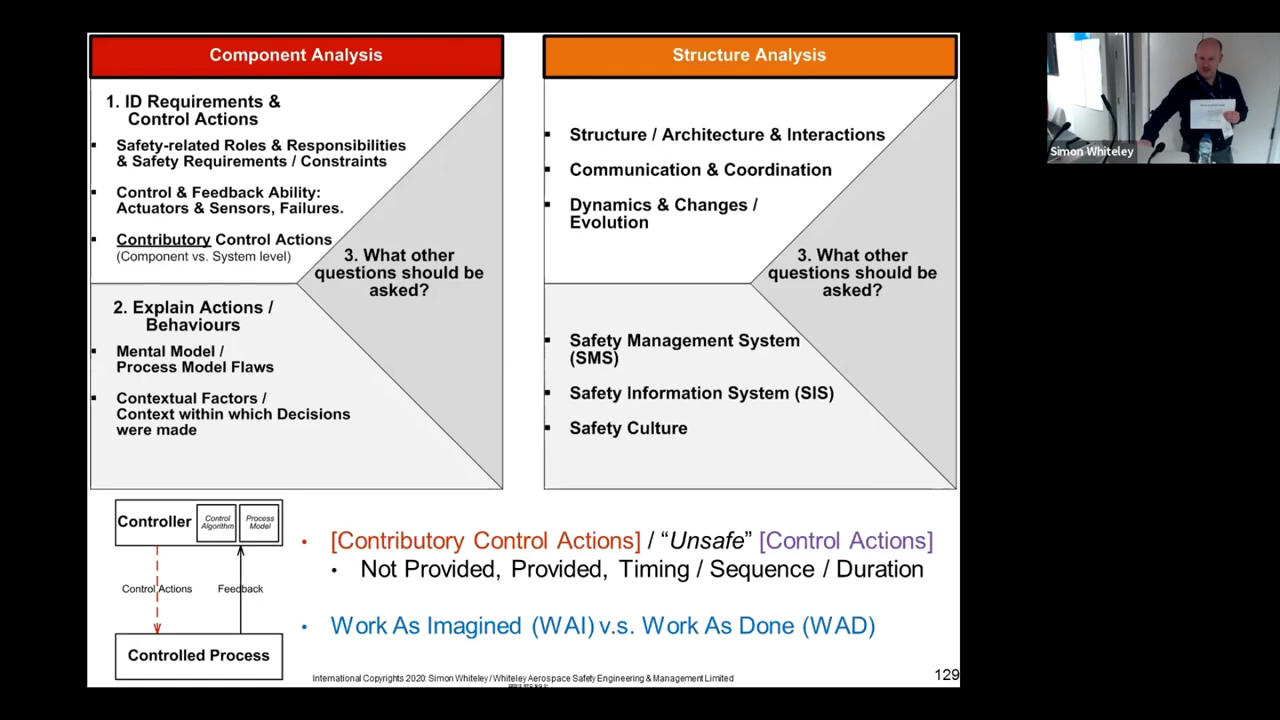 Component Analysis
1. ID Requirements &
Control Actions
▪ Safety-related Roles & Responsibilities
& Safety Requirements / Constraints
▪ Control & Feedback Ability:
Actuators & Sensors, Failures.
▪ Contributory Control Actions
(Component vs. System level)
3. What other
questions should be
asked?
2. Explain Actions /
Behaviours
▪ Mental Model /
Process Model Flaws
▪ Contextual Factors /
Context within which Decisions
were made
Structure Analysis
▪ Structure / Architecture & Interactions
▪ Communication & Coordination
▪ Dynamics & Changes /
Evolution
3. What other
questions should be
asked?
▪ Safety Management System
(SMS)
▪ Safety Information System (SIS)
▪ Safety Culture
Controller
Control
Algorithm
Process
Model
Control Actions
Feedback
Controlled Process
• [Contributory Control Actions] / “Unsafe” [Control Actions]
• Not Provided, Provided, Timing / Sequence / Duration
• Work As Imagined (WAI) v.s. Work As Done (WAD)
International Copyrights 2020: Simon Whiteley / Whiteley Aerospace Safety Engineering & Management Limited
129
Simon Whiteley